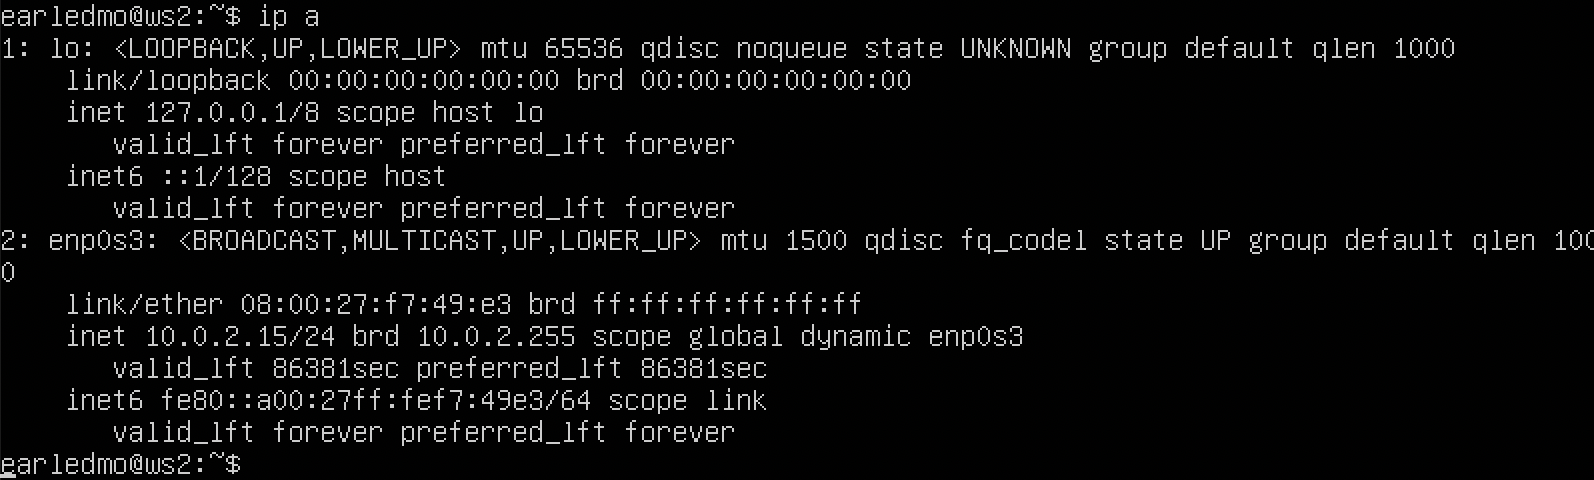 earledmo@ws2:~$ ip a
1: lo: <LOOPBACK,UP,LOWER_UP> mtu 65536 qdisc noqueue state UNKNOWN group default qlen 1000
    link/loopback 00:00:00:00:00:00 brd 00:00:00:00:00:00
    inet 127.0.0.1/8 scope host lo
       valid_lft forever preferred_lft forever
    inet6 ::1/128 scope host
       valid_lft forever preferred_lft forever
2: enp0s3: <BROADCAST,MULTICAST,UP,LOWER_UP> mtu 1500 qdisc fq_codel state UP group default qlen 100
0
    link/ether 08:00:27:f7:49:e3 brd ff:ff:ff:ff:ff:ff
    inet 10.0.2.15/24 brd 10.0.2.255 scope global dynamic enp0s3
       valid_lft 86381sec preferred_lft 86381sec
    inet6 fe80::a00:27ff:fef7:49e3/64 scope link
       valid_lft forever preferred_lft forever
earledmo@ws2:~$